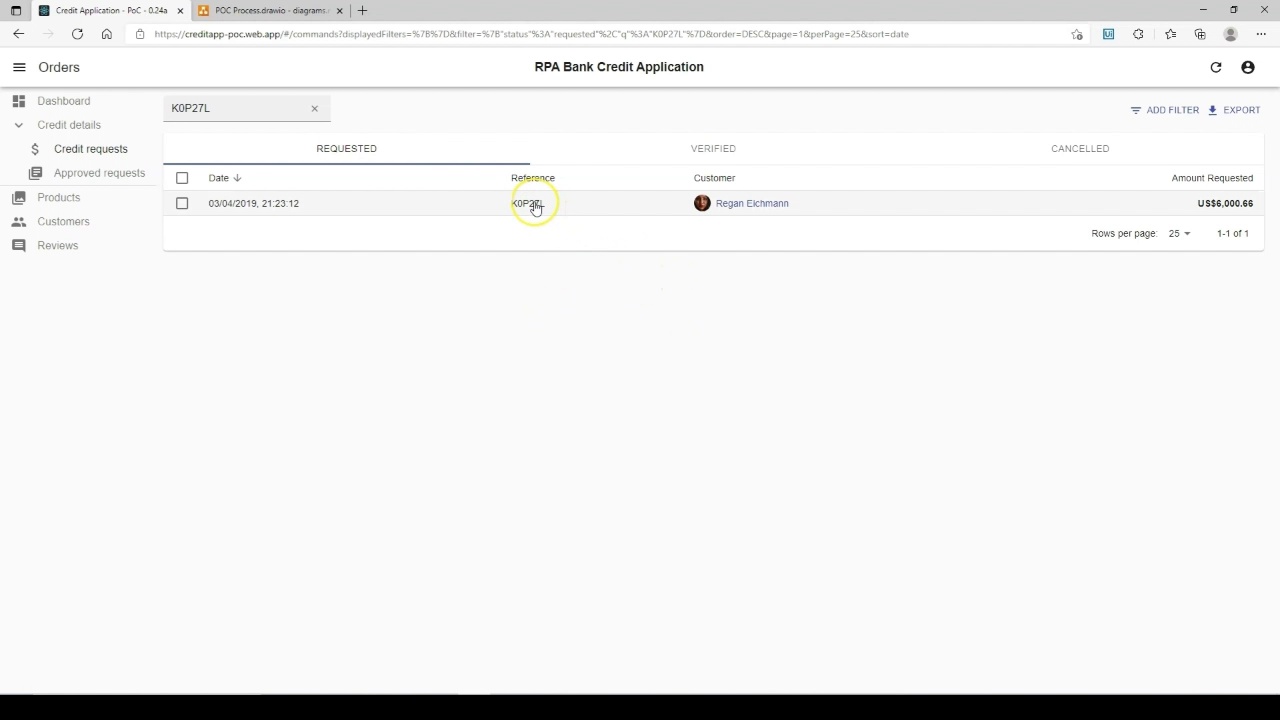 Credit Application - PoC - 0.24a
POC Process.drawio - diagrams.
https://creditapp-poc.web.app/#/commands?displayedFilters=%7B%7D&filter=%7B"status"%3A"requested"%2C"q"%3A"K0P27L"%7D&order=DESC&page=1&perPage=25&sort=date
Orders
RPA Bank Credit Application
Dashboard
Credit details
Credit requests
Approved requests
Products
Customers
Reviews
K0P27L
ADD FILTER
EXPORT
REQUESTED
VERIFIED
CANCELLED
Date Reference Customer Amount Requested
03/04/2019, 21:23:12 K0P27L Regan Eichmann US$6,000.66
Rows per page: 25 1-1 of 1